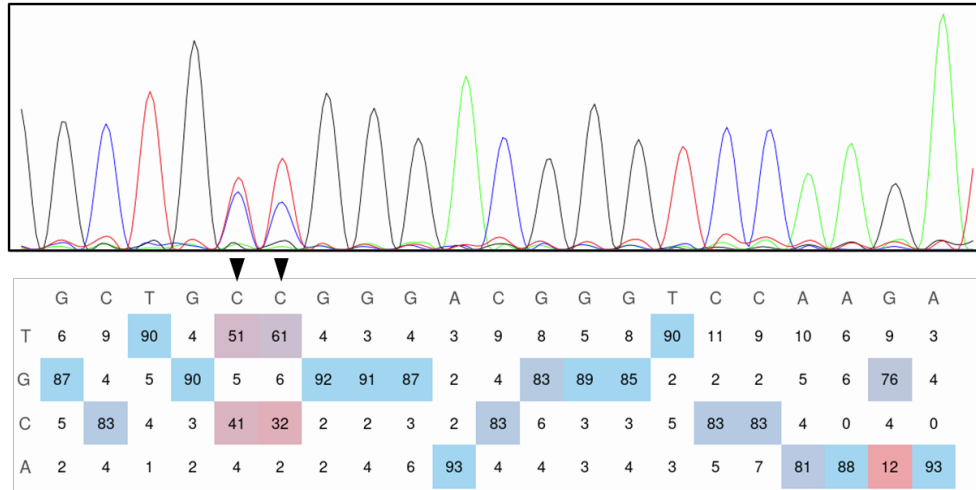 G C T G C C G G G A C G G G T C C A A G A
T 6 9 90 4 51 61 4 3 4 3 9 8 5 8 90 11 9 10 6 9 3
G 87 4 5 90 5 6 92 91 87 2 4 83 89 85 2 2 2 5 6 76 4
C 5 83 4 3 41 32 2 2 3 2 83 6 3 3 5 83 83 4 0 4 0
A 2 4 1 2 4 2 2 4 6 93 4 4 3 4 3 5 7 81 88 12 93